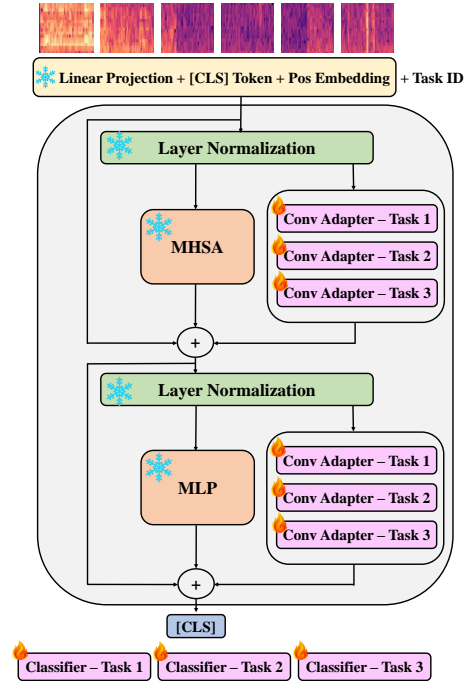 Linear Projection + [CLS] Token + Pos Embedding + Task ID
Layer Normalization
MHSA
Conv Adapter – Task 1
Conv Adapter – Task 2
Conv Adapter – Task 3
+
Layer Normalization
MLP
Conv Adapter – Task 1
Conv Adapter – Task 2
Conv Adapter – Task 3
+
[CLS]
Classifier – Task 1
Classifier – Task 2
Classifier – Task 3